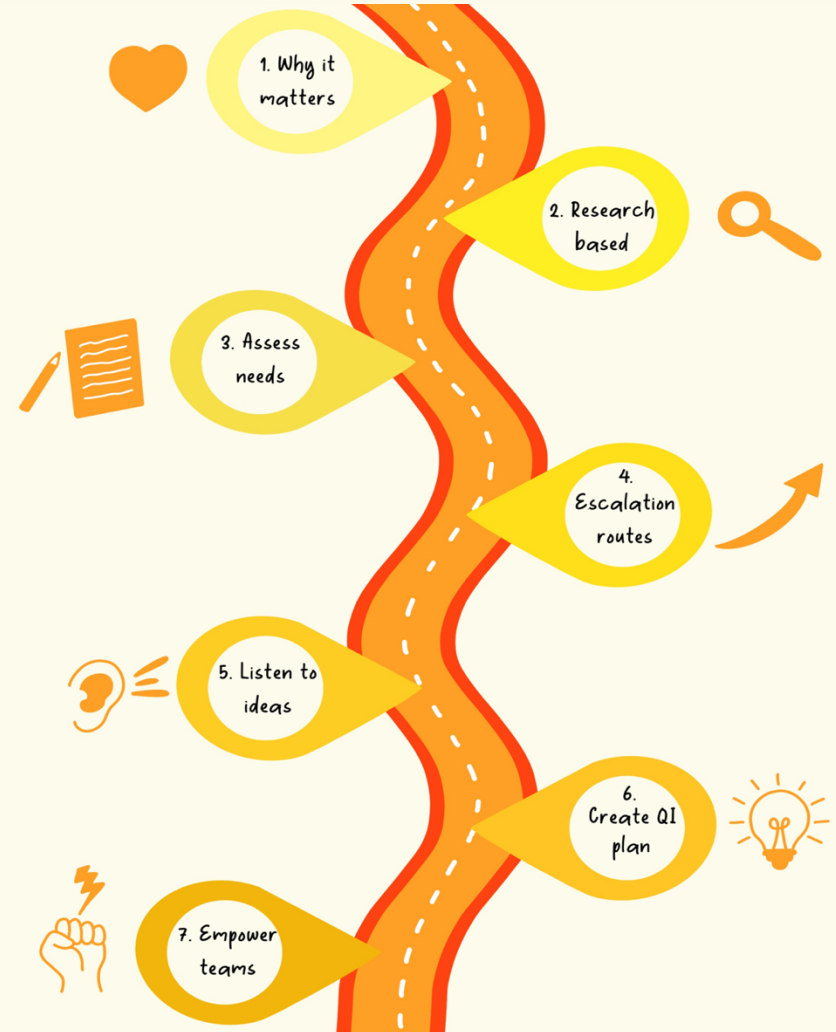 1. Why it
matters
2. Research
based
3. Assess
needs
4.
Escalation
routes
5. Listen to
ideas
6.
Create QI
plan
7. Empower
teams